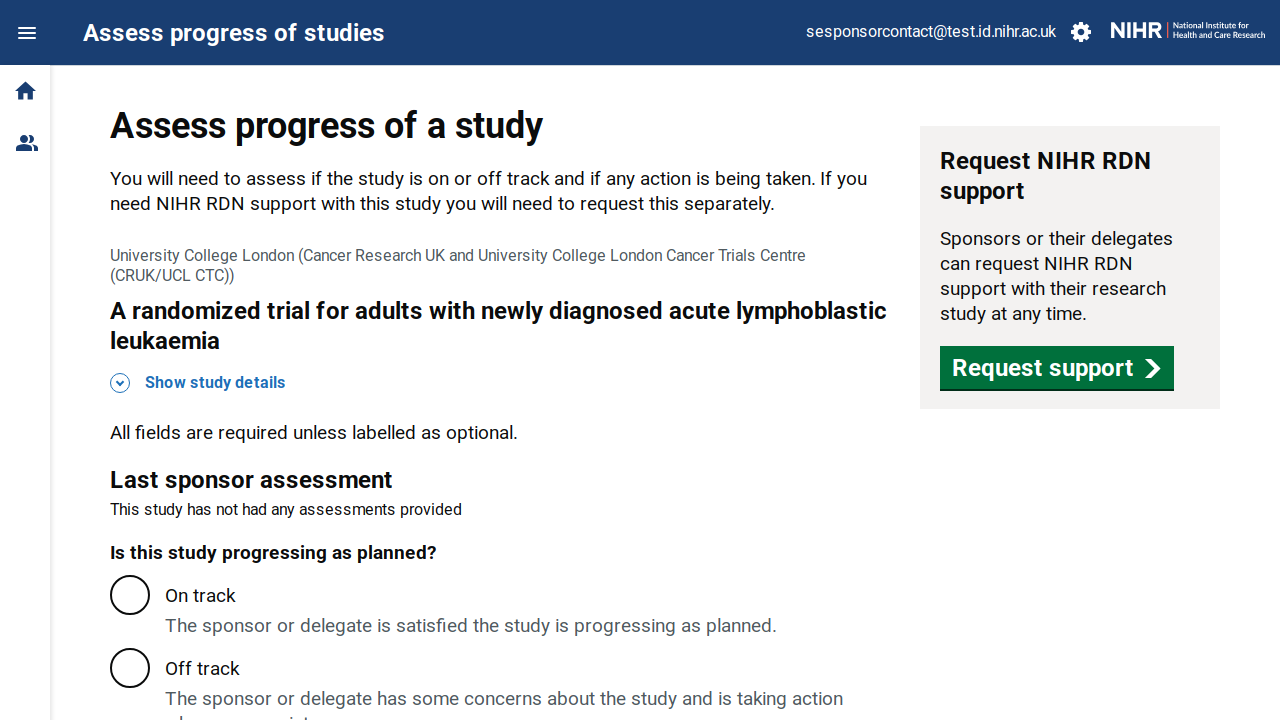 Assess progress of studies
sesponsorcontact@test.id.nihr.ac.uk
NIHR
National Institute for
Health and Care Research
Assess progress of a study
You will need to assess if the study is on or off track and if any action is being taken. If you
need NIHR RDN support with this study you will need to request this separately.
University College London (Cancer Research UK and University College London Cancer Trials Centre
(CRUK/UCL CTC))
A randomized trial for adults with newly diagnosed acute lymphoblastic
leukaemia
Show study details
All fields are required unless labelled as optional.
Last sponsor assessment
This study has not had any assessments provided
Is this study progressing as planned?
On track
The sponsor or delegate is satisfied the study is progressing as planned.
Off track
The sponsor or delegate has some concerns about the study and is taking action
Request NIHR RDN
support
Sponsors or their delegates
can request NIHR RDN
support with their research
study at any time.
Request support